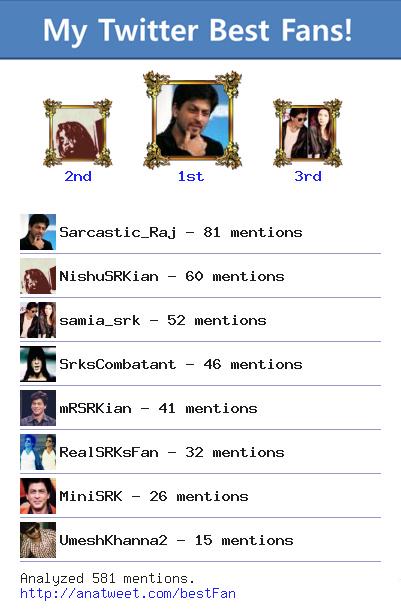 My Twitter Best Fans!
2nd 1st 3rd
Sarcastic_Raj - 81 mentions
NishuSRKian - 60 mentions
samia_srk - 52 mentions
SrksCombatant - 46 mentions
mRSRKian - 41 mentions
RealSRKsFan - 32 mentions
MiniSRK - 26 mentions
UmeshKhanna2 - 15 mentions
Analyzed 581 mentions.
http://anatweet.com/bestFan